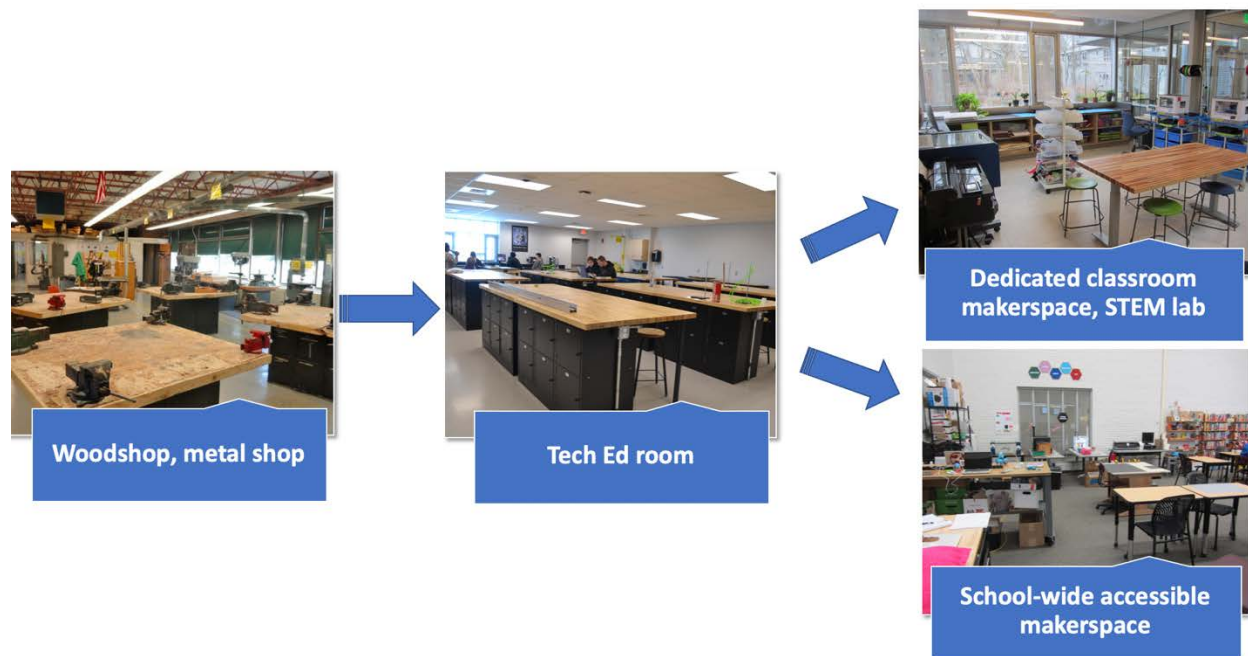 Woodshop, metal shop
Tech Ed room
Dedicated classroom
makerspace, STEM lab
School-wide accessible
makerspace